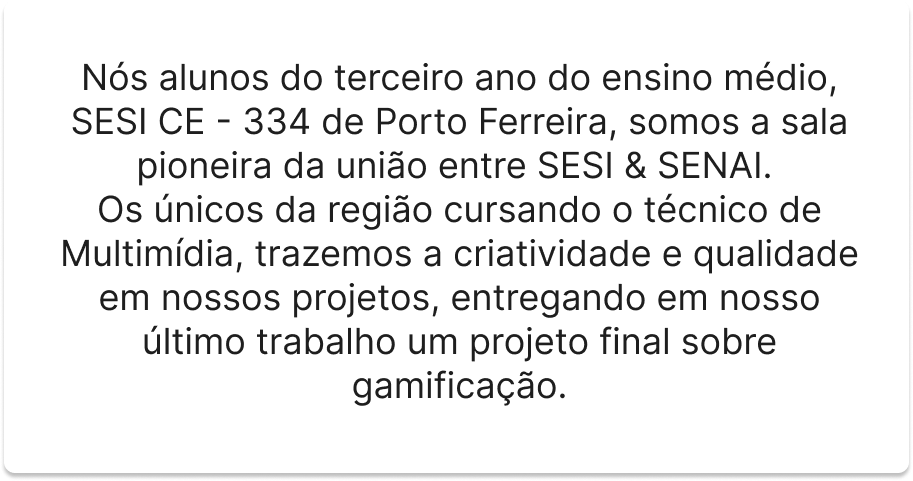 Nós alunos do terceiro ano do ensino médio,
SESI CE - 334 de Porto Ferreira, somos a sala
pioneira da união entre SESI & SENAI.
Os únicos da região cursando o técnico de
Multimídia, trazemos a criatividade e qualidade
em nossos projetos, entregando em nosso
último trabalho um projeto final sobre
gamificação.